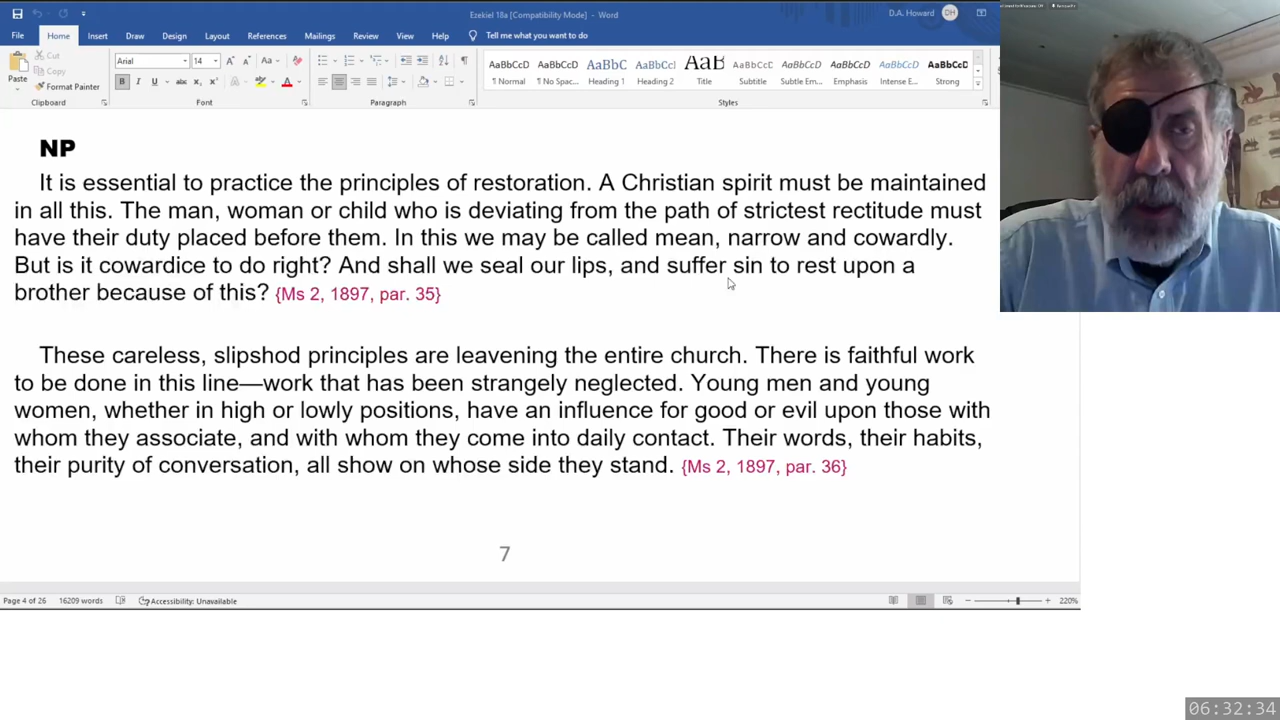 Ezekiel 18a [Compatibility Mode] - Word
D.A. Howard
DH
File Home Insert Draw Design Layout References Mailings Review View Help Tell me what you want to do
Paste
Cut
Copy
Format Painter
Clipboard
Arial 14
Font
Paragraph
AaBbCcD AaBbCcD AaBbC AaBbC AaB AaBbCcD AaBbCcD AaBbCcD AaBbCcD AaBbCcD
¶ Normal ¶ No Spac... Heading 1 Heading 2 Title Subtitle Subtle Em... Emphasis Intense E... Strong
Styles
NP
It is essential to practice the principles of restoration. A Christian spirit must be maintained
in all this. The man, woman or child who is deviating from the path of strictest rectitude must
have their duty placed before them. In this we may be called mean, narrow and cowardly.
But is it cowardice to do right? And shall we seal our lips, and suffer sin to rest upon a
brother because of this? {Ms 2, 1897, par. 35}
These careless, slipshod principles are leavening the entire church. There is faithful work
to be done in this line—work that has been strangely neglected. Young men and young
women, whether in high or lowly positions, have an influence for good or evil upon those with
whom they associate, and with whom they come into daily contact. Their words, their habits,
their purity of conversation, all show on whose side they stand. {Ms 2, 1897, par. 36}
7
Page 4 of 26 16209 words Accessibility: Unavailable 220%
06:32:34